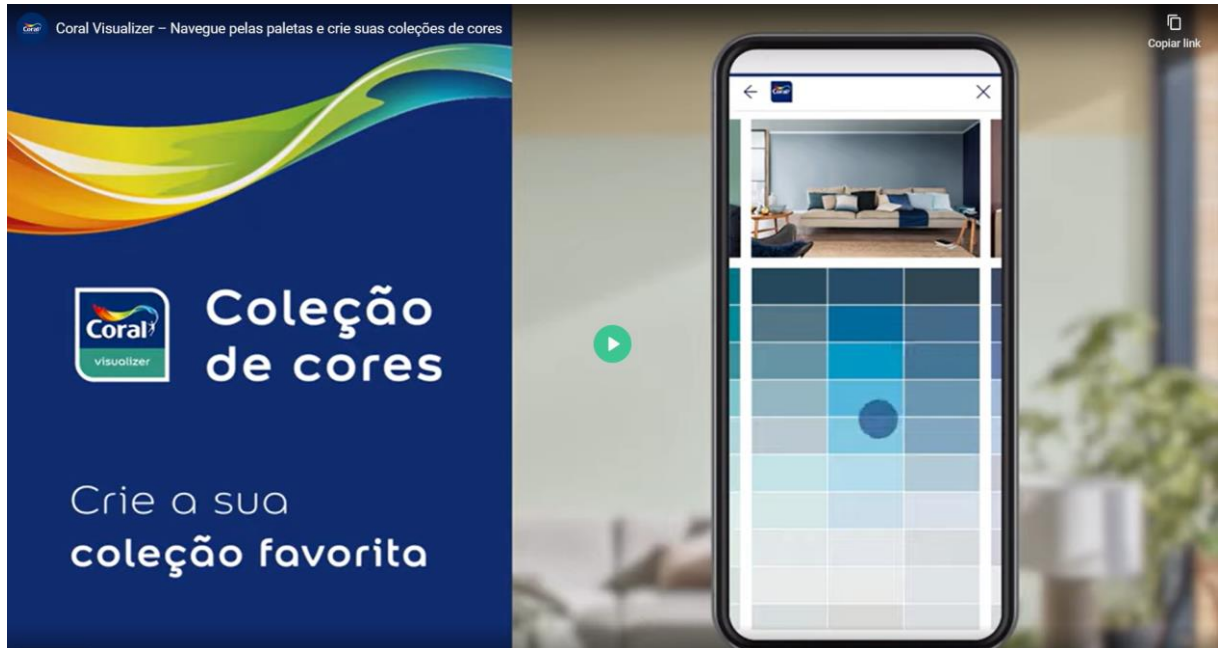 Coral Visualizer – Navegue pelas paletas e crie suas coleções de cores
Copiar link
Coral
visualizer
Coleção
de cores
Crie a sua
coleção favorita